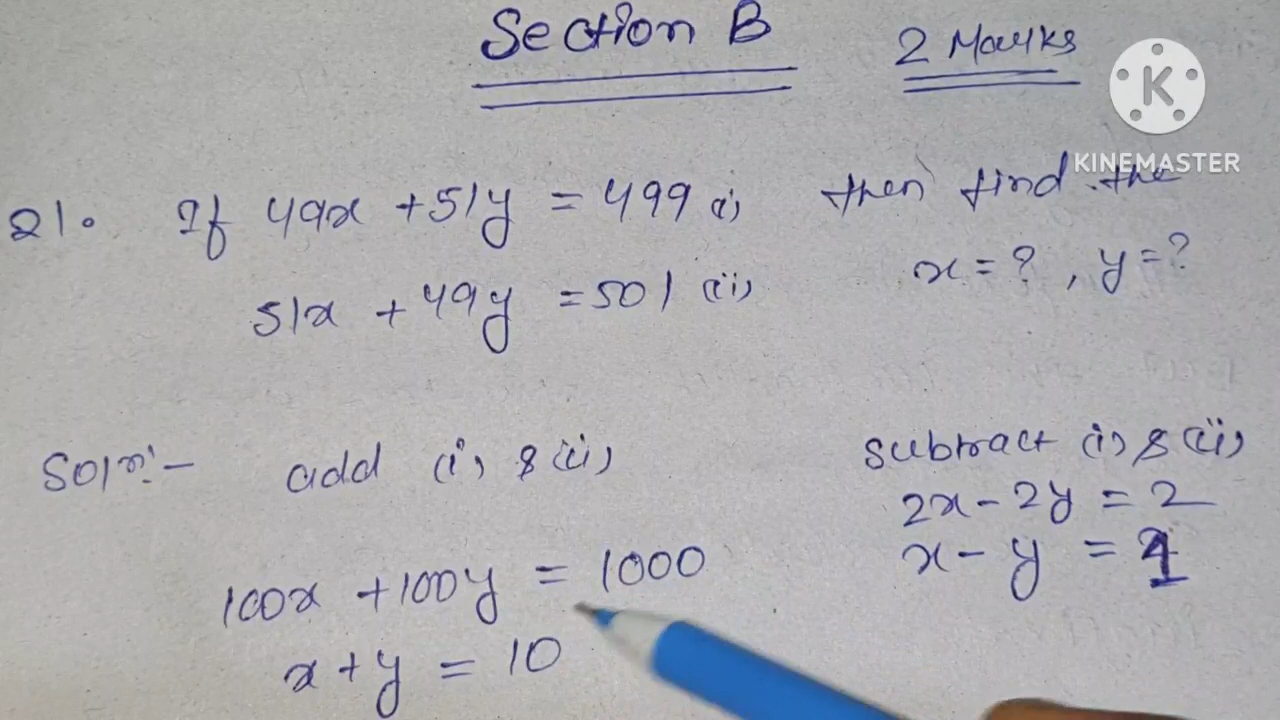 Section B
2 Marks
K
KINEMASTER
21. If 49x + 51y = 499 (i) then find the
51x + 49y = 501 (ii) x = ? , y = ?
Soln:- add (i) & (ii)
100x + 100y = 1000
x + y = 10
Subtract (i) & (ii)
2x - 2y = 2
x - y = 1